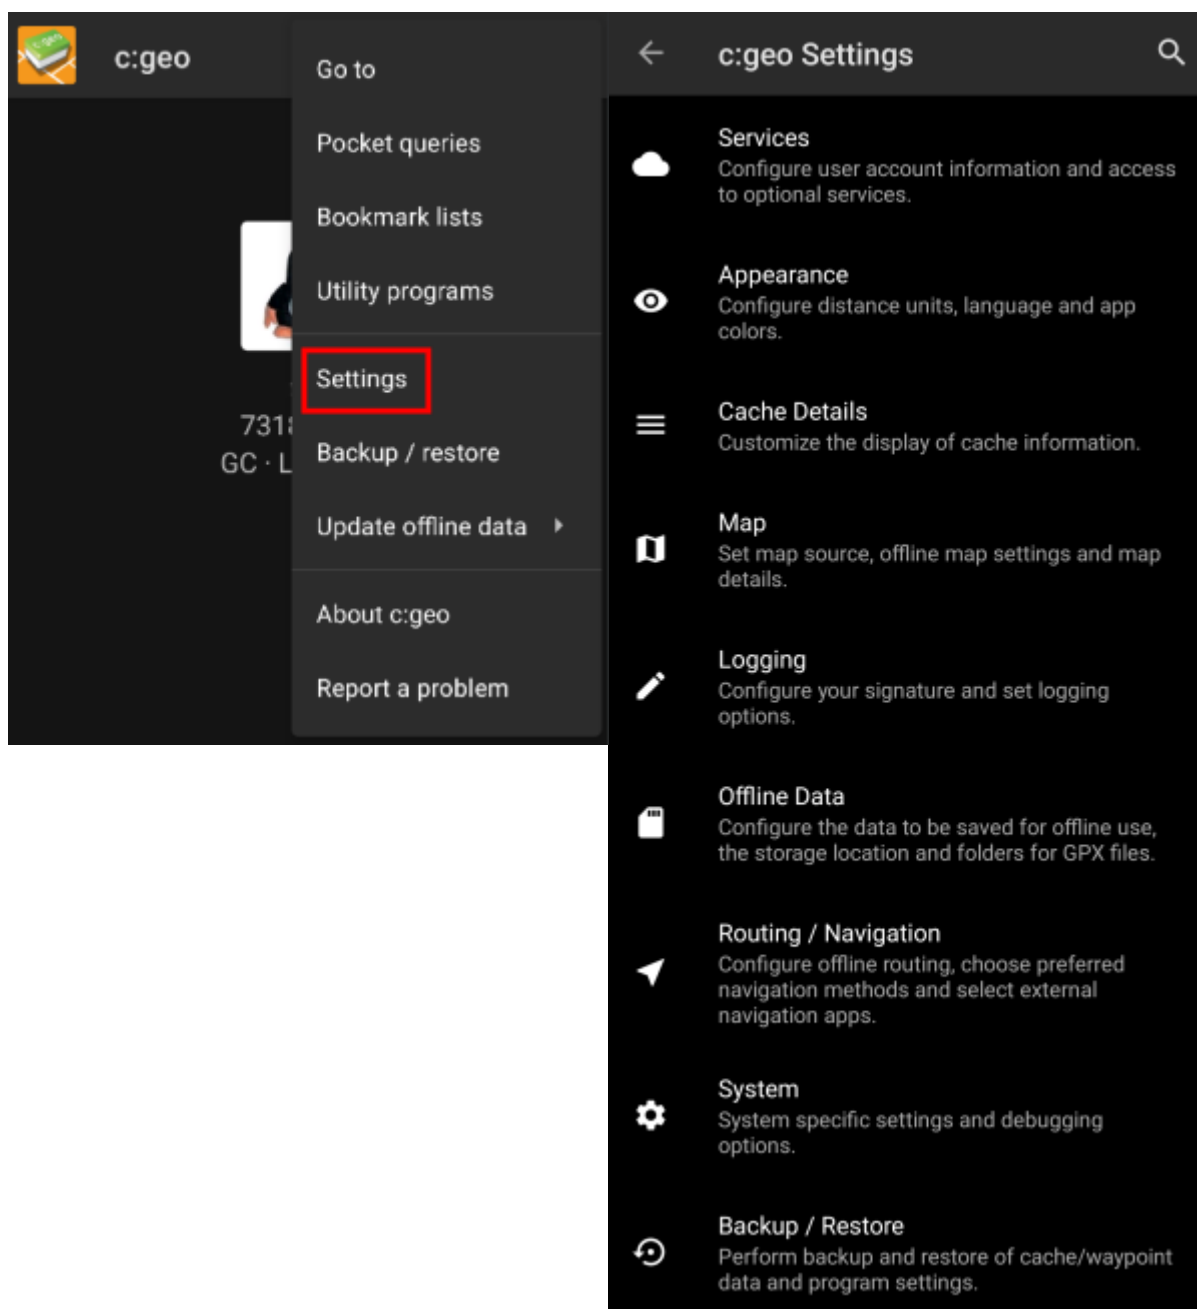 c:geo
Go to
Pocket queries
Bookmark lists
Utility programs
Settings
Backup / restore
Update offline data
About c:geo
Report a problem
7318
GC · L
c:geo Settings
Services
Configure user account information and access
to optional services.
Appearance
Configure distance units, language and app
colors.
Cache Details
Customize the display of cache information.
Map
Set map source, offline map settings and map
details.
Logging
Configure your signature and set logging
options.
Offline Data
Configure the data to be saved for offline use,
the storage location and folders for GPX files.
Routing / Navigation
Configure offline routing, choose preferred
navigation methods and select external
navigation apps.
System
System specific settings and debugging
options.
Backup / Restore
Perform backup and restore of cache/waypoint
data and program settings.